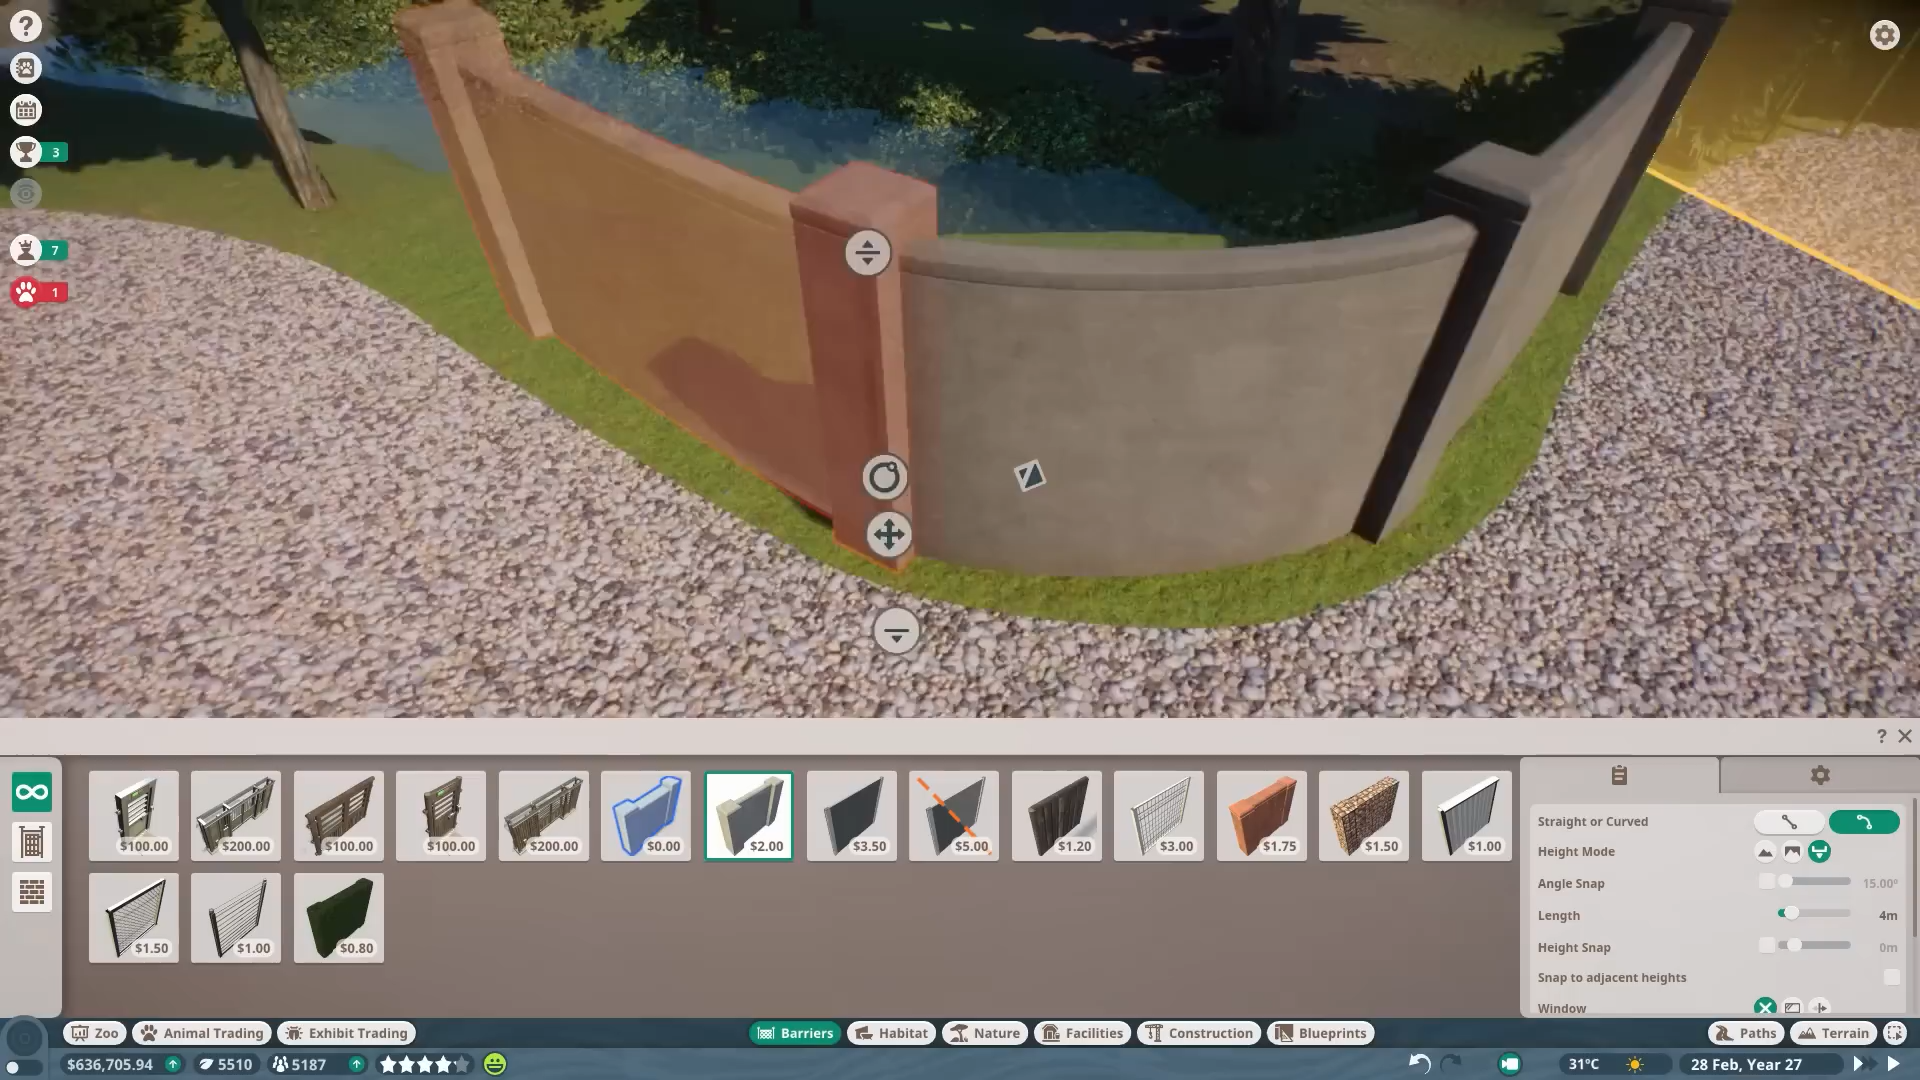 ?
3
7
1
?
$100.00 $200.00 $100.00 $100.00 $200.00 $0.00 $2.00 $3.50 $5.00 $1.20 $3.00 $1.75 $1.50 $1.00
$1.50 $1.00 $0.80
Straight or Curved
Height Mode
Angle Snap 15.00°
Length 4m
Height Snap 0m
Snap to adjacent heights
Window
Zoo Animal Trading Exhibit Trading Barriers Habitat Nature Facilities Construction Blueprints Paths Terrain
$636,705.94 5510 5187 31°C 28 Feb, Year 27